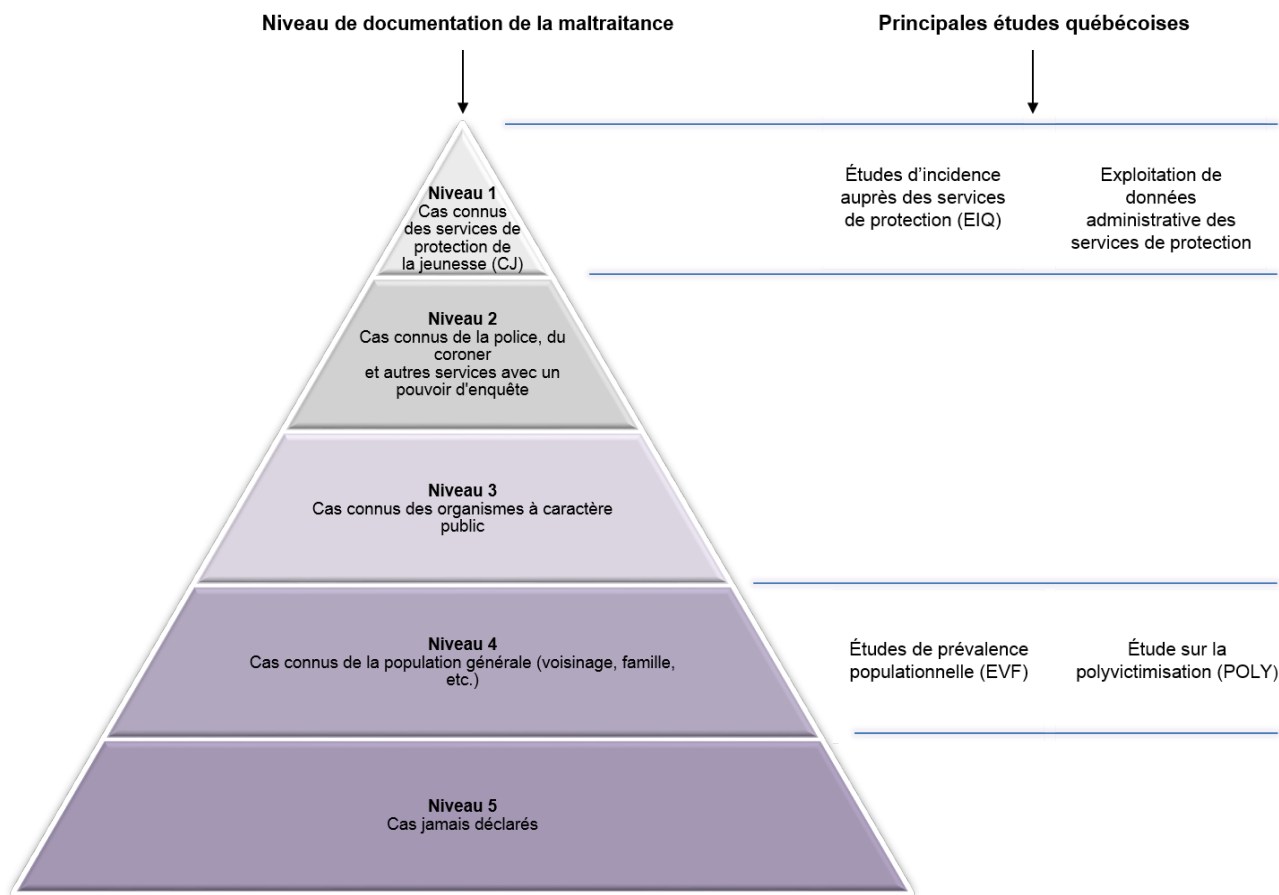 Niveau de documentation de la maltraitance
Principales études québécoises
Niveau 1
Cas connus
des services de
protection de
la jeunesse (CJ)
Études d'incidence
auprès des services
de protection (EIQ)
Exploitation de
données
administrative des
services de protection
Niveau 2
Cas connus de la police, du
coroner
et autres services avec un
pouvoir d'enquête
Niveau 3
Cas connus des organismes à caractère
public
Niveau 4
Cas connus de la population générale (voisinage, famille,
etc.)
Études de prévalence
populationnelle (EVF)
Étude sur la
polyvictimisation (POLY)
Niveau 5
Cas jamais déclarés